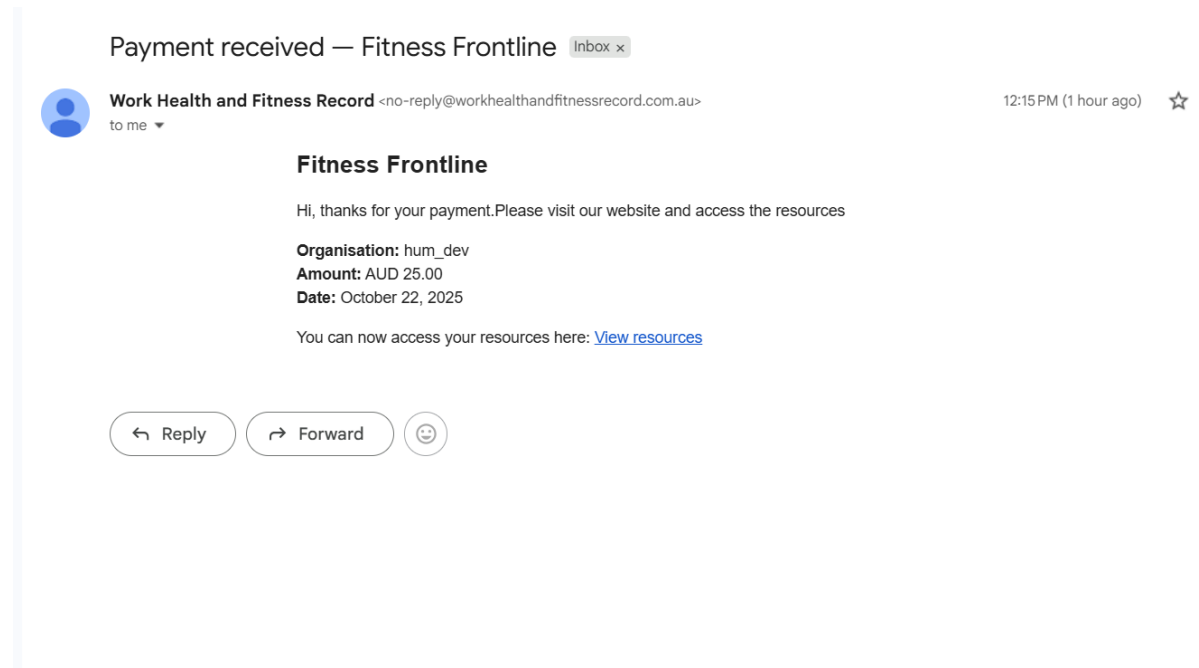 Payment received — Fitness Frontline Inbox x
Work Health and Fitness Record <no-reply@workhealthandfitnessrecord.com.au> 12:15 PM (1 hour ago)
to me
Fitness Frontline
Hi, thanks for your payment.Please visit our website and access the resources
Organisation: hum_dev
Amount: AUD 25.00
Date: October 22, 2025
You can now access your resources here: View resources
Reply Forward